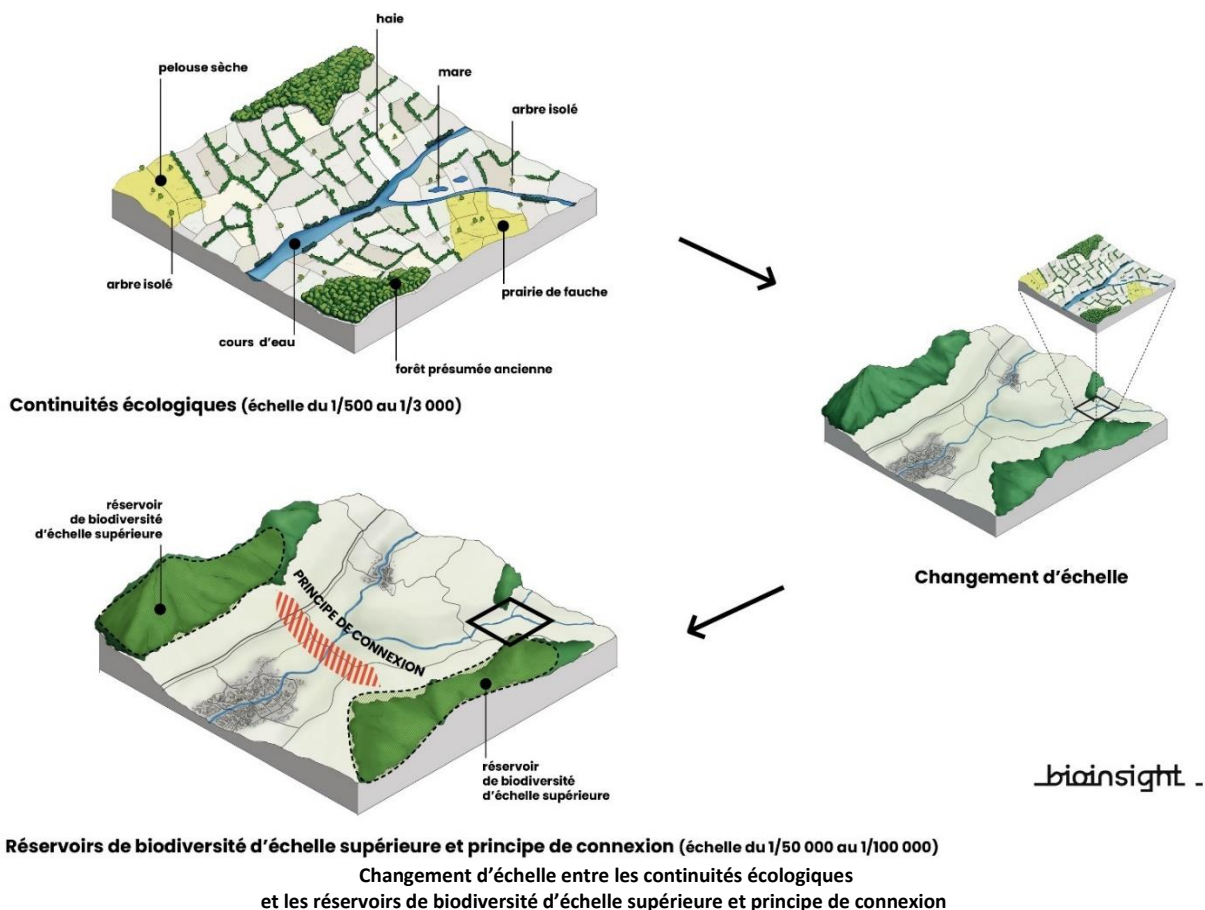 haie
pelouse sèche
mare
arbre isolé
arbre isolé
prairie de fauche
cours d'eau
forêt présumée ancienne
Continuités écologiques (échelle du 1/500 au 1/3 000)
Changement d'échelle
réservoir
de biodiversité
d'échelle supérieure
PRINCIPE DE CONNEXION
réservoir
de biodiversité
d'échelle supérieure
bioinsight
Réservoirs de biodiversité d'échelle supérieure et principe de connexion (échelle du 1/50 000 au 1/100 000)
Changement d'échelle entre les continuités écologiques
et les réservoirs de biodiversité d'échelle supérieure et principe de connexion